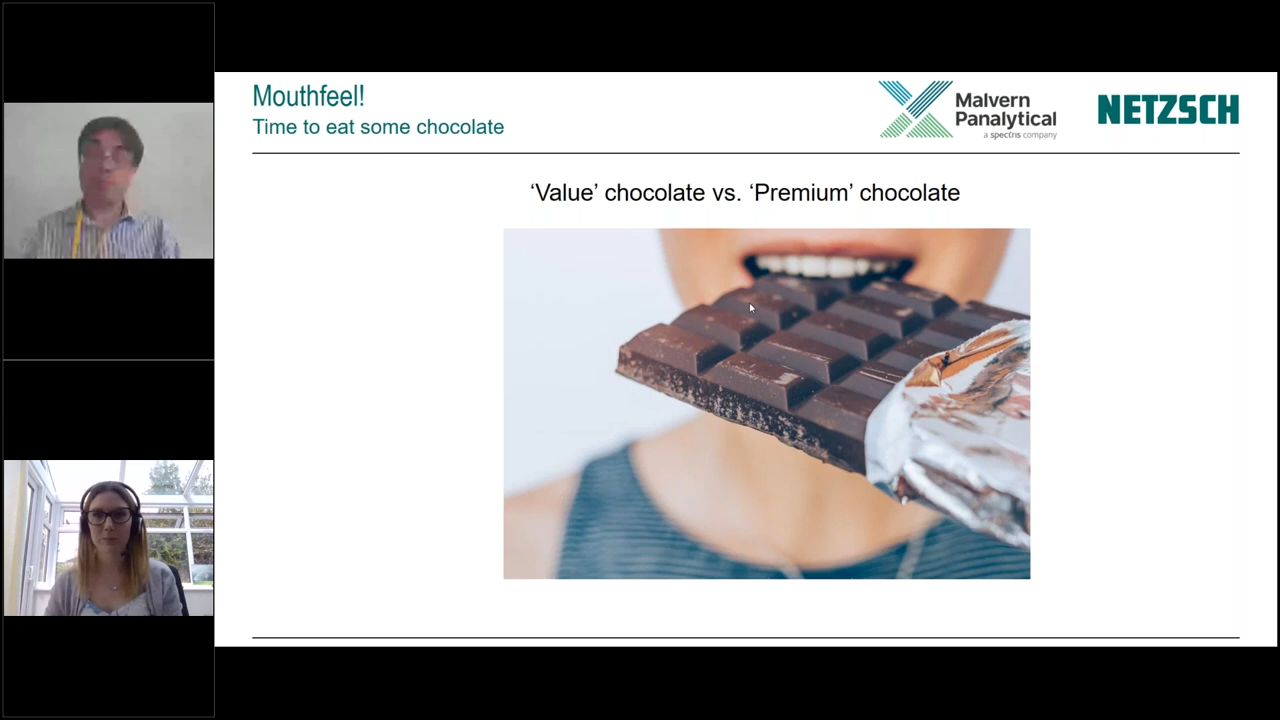 Mouthfeel!
Time to eat some chocolate
Malvern
Panalytical
a spectris company
NETZSCH
‘Value’ chocolate vs. ‘Premium’ chocolate